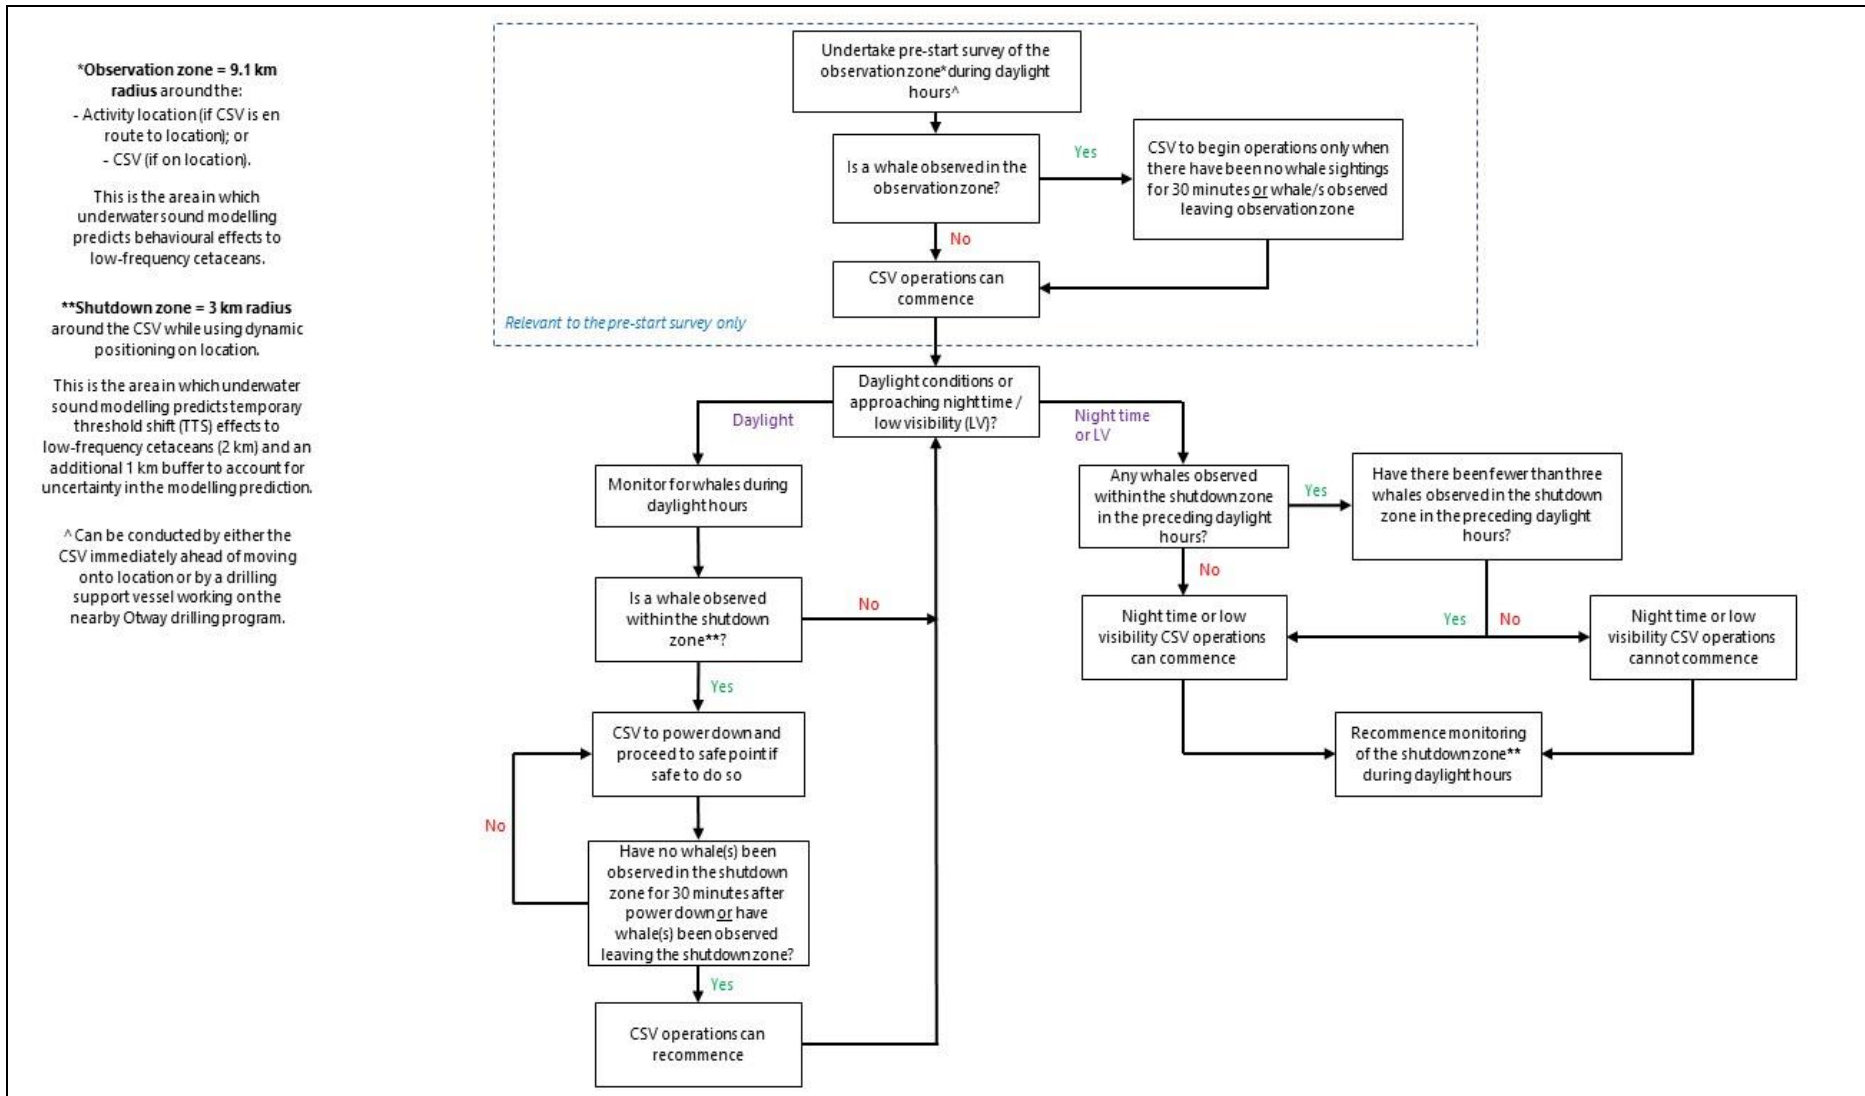 *Observation zone = 9.1 km
radius around the:
- Activity location (if CSV is en
route to location); or
- CSV (if on location).
This is the area in which
underwater sound modelling
predicts behavioural effects to
low-frequency cetaceans.
**Shutdown zone = 3 km radius
around the CSV while using dynamic
positioning on location.
This is the area in which underwater
sound modelling predicts temporary
threshold shift (TTS) effects to
low-frequency cetaceans (2 km) and an
additional 1 km buffer to account for
uncertainty in the modelling prediction.
^ Can be conducted by either the
CSV immediately ahead of moving
onto location or by a drilling
support vessel working on the
nearby Otway drilling program.
Undertake pre-start survey of the
observation zone* during daylight
hours^
Is a whale observed in the
observation zone?
Yes
CSV to begin operations only when
there have been no whale sightings
for 30 minutes or whale/s observed
leaving observation zone
No
CSV operations can
commence
Relevant to the pre-start survey only
Daylight conditions or
approaching night time /
low visibility (LV)?
Daylight
Monitor for whales during
daylight hours
Is a whale observed
within the shutdown
zone**?
No
Yes
CSV to power down and
proceed to safe point if
safe to do so
No
Have no whale(s) been
observed in the shutdown
zone for 30 minutes after
power down or have
whale(s) been observed
leaving the shutdown zone?
Yes
CSV operations can
recommence
Night time
or LV
Any whales observed
within the shutdown zone
in the preceding daylight
hours?
Yes
Have there been fewer than three
whales observed in the shutdown
zone in the preceding daylight
hours?
No
Night time or low
visibility CSV operations
can commence
Yes
No
Night time or low
visibility CSV operations
cannot commence
Recommence monitoring
of the shutdown zone**
during daylight hours